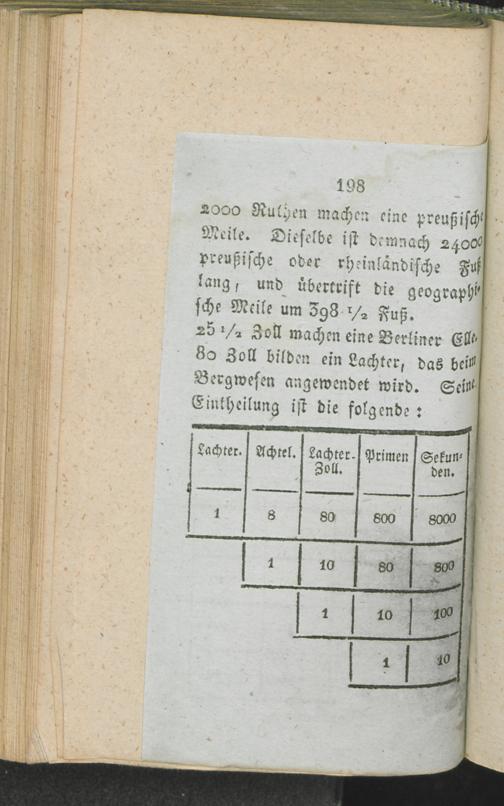 198
2000 Ruthen machen eine preußische
Meile. Dieselbe ist demnach 24000
preußische oder rheinländische Fuß
lang, und übertrift die geographi-
sche Meile um 398 1/2 Fuß.
25 1/2 Zoll machen eine Berliner Elle.
80 Zoll bilden ein Lachter, das beim
Bergwesen angewendet wird. Seine
Eintheilung ist die folgende:
Lachter. Achtel. Lachter- Primen Sekun-
Zoll. den.
1 8 80 800 8000
1 10 80 800
1 10 100
1 10